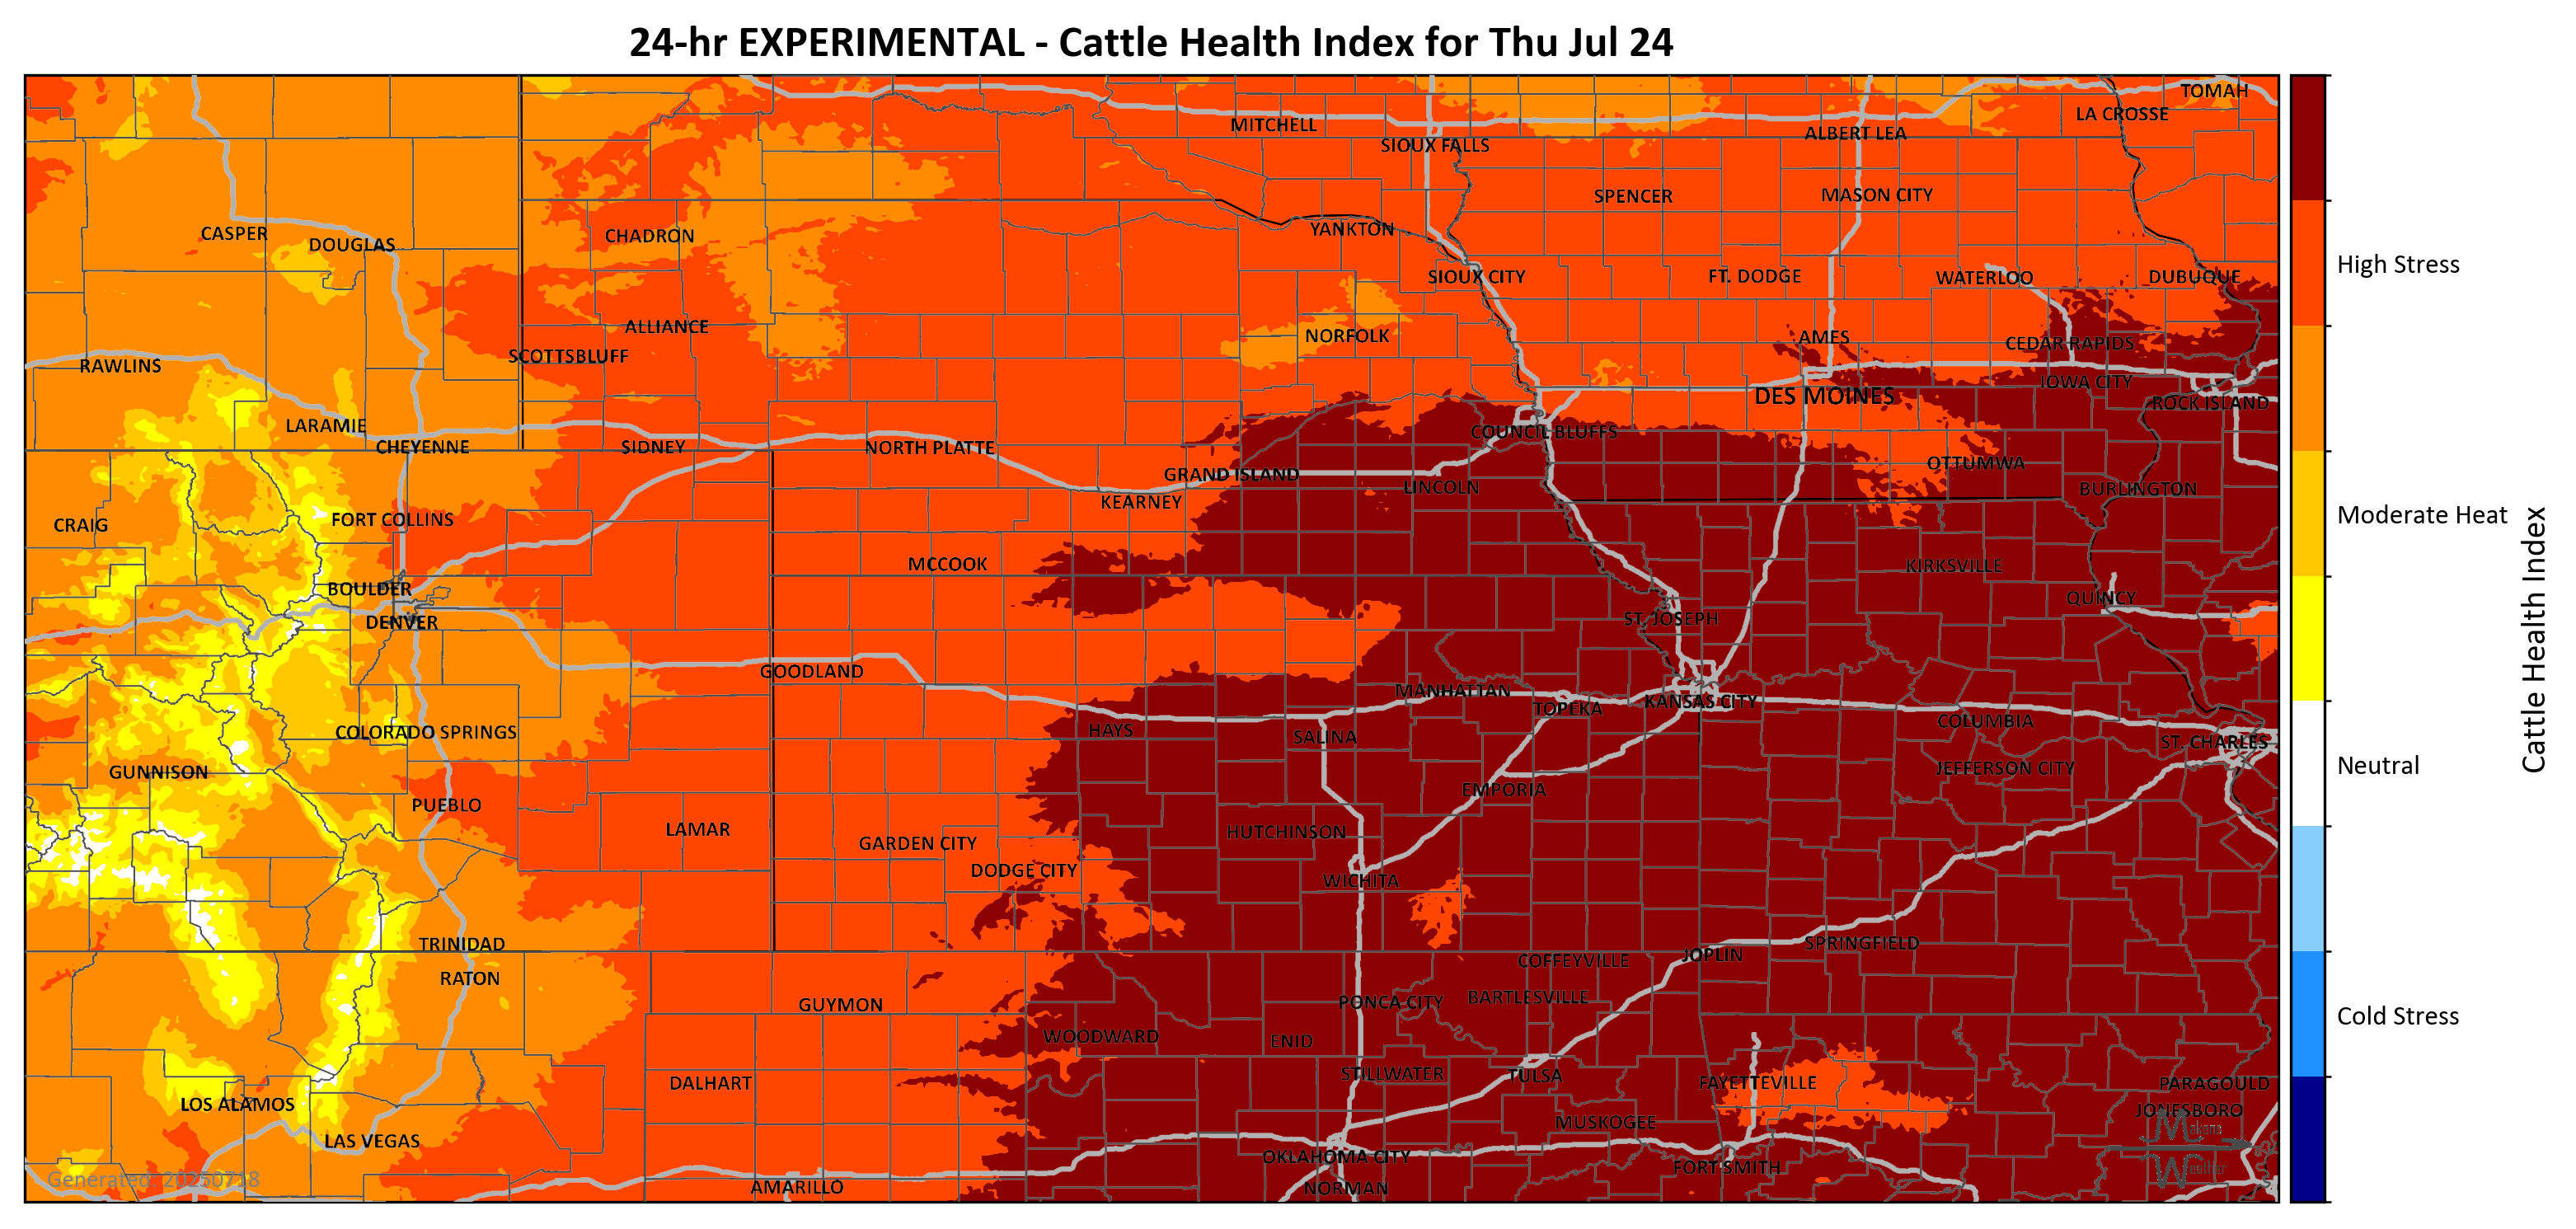 24-hr EXPERIMENTAL - Cattle Health Index for Thu Jul 24
TOMAH
LA CROSSE
MITCHELL
ALBERT LEA
SIOUX FALLS
SPENCER
MASON CITY
CASPER
DOUGLAS
CHADRON
YANKTON
SIOUX CITY
FT. DODGE
WATERLOO
DUBUQUE
High Stress
ALLIANCE
NORFOLK
AMES
CEDAR RAPIDS
SCOTTSBLUFF
RAWLINS
IOWA CITY
DES MOINES
ROCK ISLAND
LARAMIE
COUNCIL BLUFFS
CHEYENNE
SIDNEY
NORTH PLATTE
GRAND ISLAND
OTTUMWA
LINCOLN
BURLINGTON
KEARNEY
CRAIG
FORT COLLINS
Moderate Heat
MCCOOK
KIRKSVILLE
BOULDER
QUINCY
DENVER
ST. JOSEPH
Cattle Health Index
GOODLAND
MANHATTAN
TOPEKA
KANSAS CITY
COLUMBIA
COLORADO SPRINGS
HAYS
SALINA
ST. CHARLES
GUNNISON
JEFFERSON CITY
Neutral
EMPORIA
PUEBLO
LAMAR
HUTCHINSON
GARDEN CITY
DODGE CITY
WICHITA
TRINIDAD
SPRINGFIELD
JOPLIN
COFFEYVILLE
RATON
GUYMON
PONCA CITY
BARTLESVILLE
Cold Stress
WOODWARD
ENID
STILLWATER
TULSA
DALHART
FAYETTEVILLE
PARAGOULD
LOS ALAMOS
JONESBORO
MUSKOGEE
Makens
LAS VEGAS
OKLAHOMA CITY
FORT SMITH
Weather
Generated: 20250718
AMARILLO
NORMAN